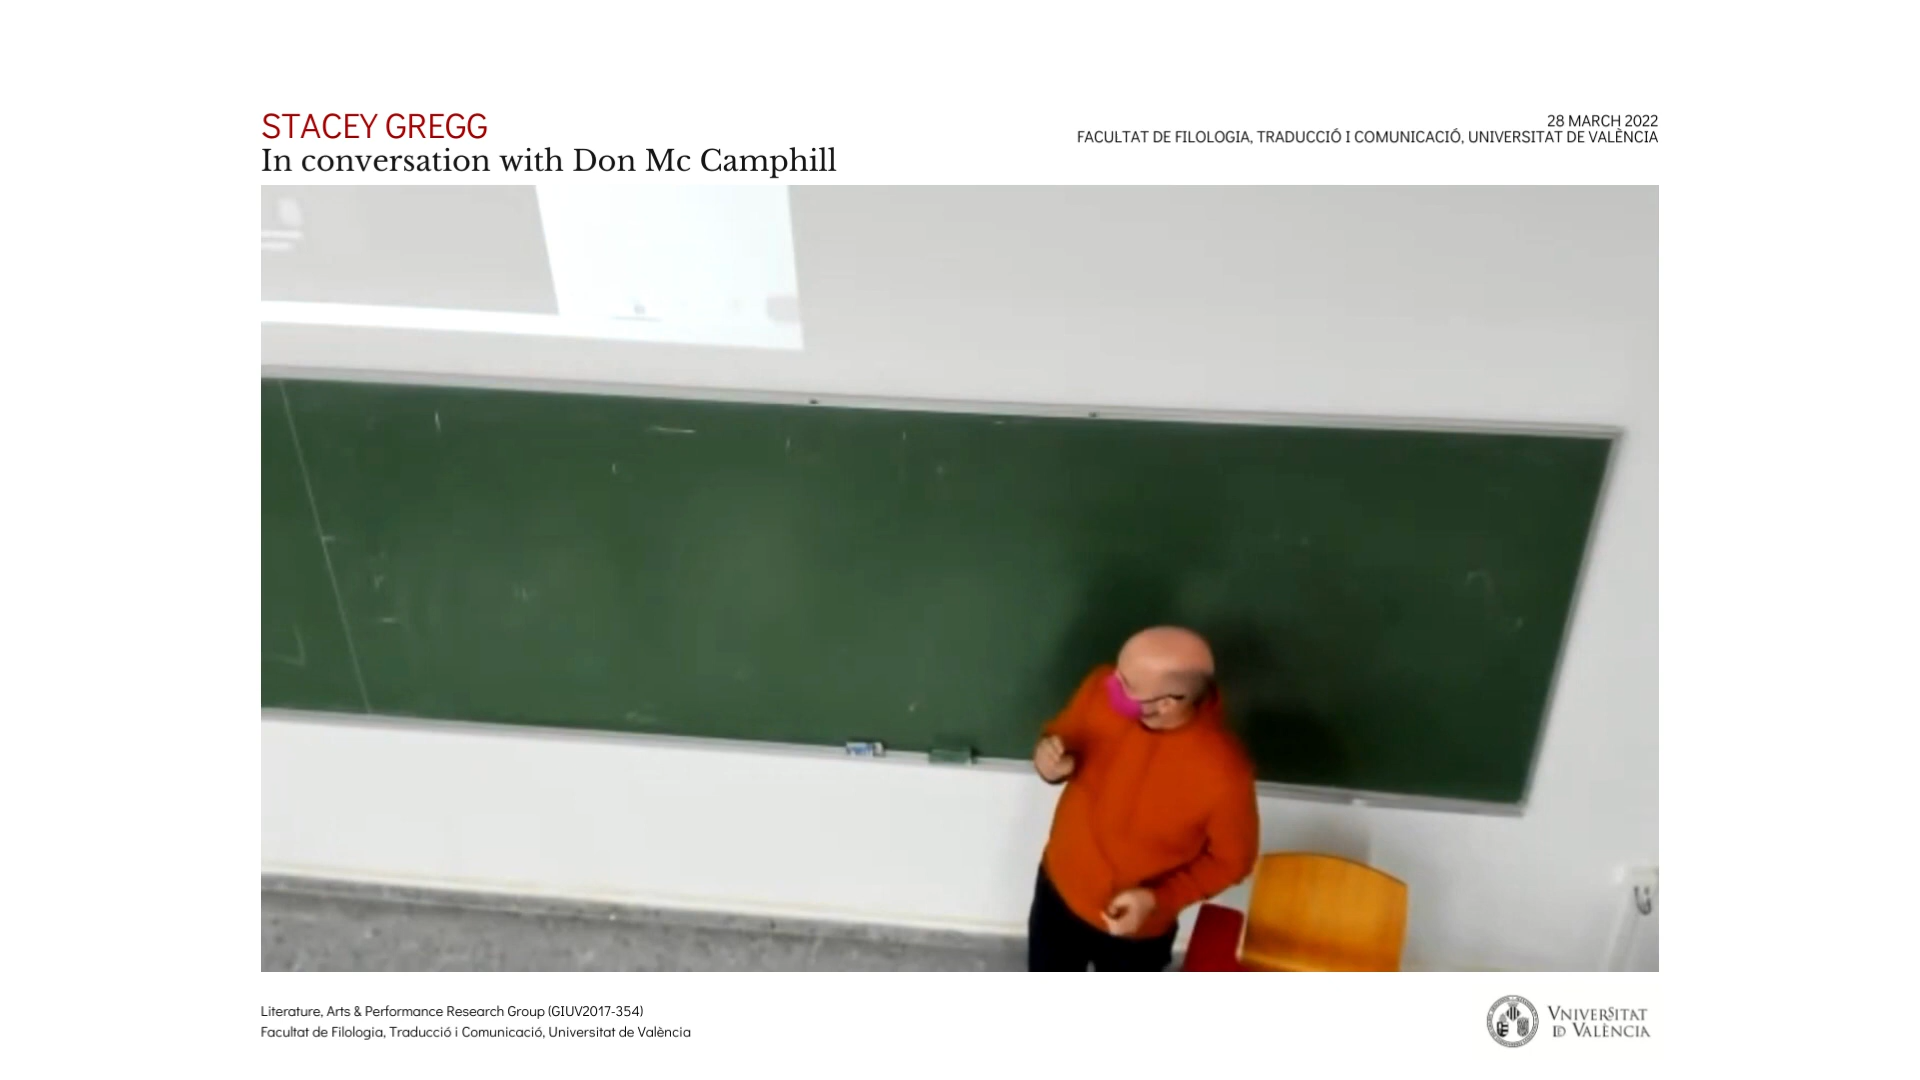 STACEY GREGG
In conversation with Don Mc Camphill
28 MARCH 2022
FACULTAT DE FILOLOGIA, TRADUCCIÓ I COMUNICACIÓ, UNIVERSITAT DE VALÈNCIA
Literature, Arts & Performance Research Group (GIUV2017-354)
Facultat de Filologia, Traducció i Comunicació, Universitat de València
VNIVERSITAT
ID VALÈNCIA